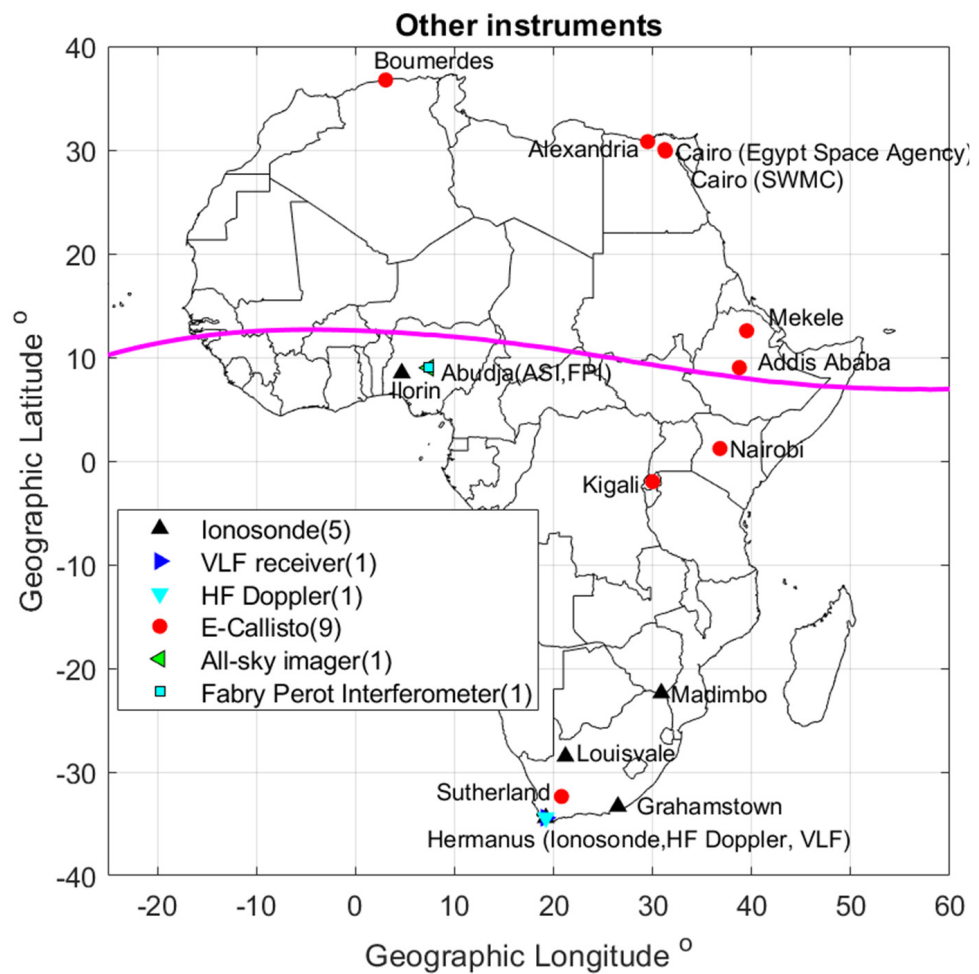 Other instruments
Boumerdes
Alexandria
Cairo (Egypt Space Agency)
Cairo (SWMC)
Mekele
Addis Ababa
Abudja(ASI,FPI)
Ilorin
Nairobi
Kigali
Ionosonde(5)
VLF receiver(1)
HF Doppler(1)
E-Callisto(9)
All-sky imager(1)
Fabry Perot Interferometer(1)
Madimbo
Louisvale
Sutherland
Grahamstown
Hermanus (Ionosonde,HF Doppler, VLF)
40
30
20
10
0
-10
-20
-30
-40
Geographic Latitude °
-20 -10 0 10 20 30 40 50 60
Geographic Longitude °